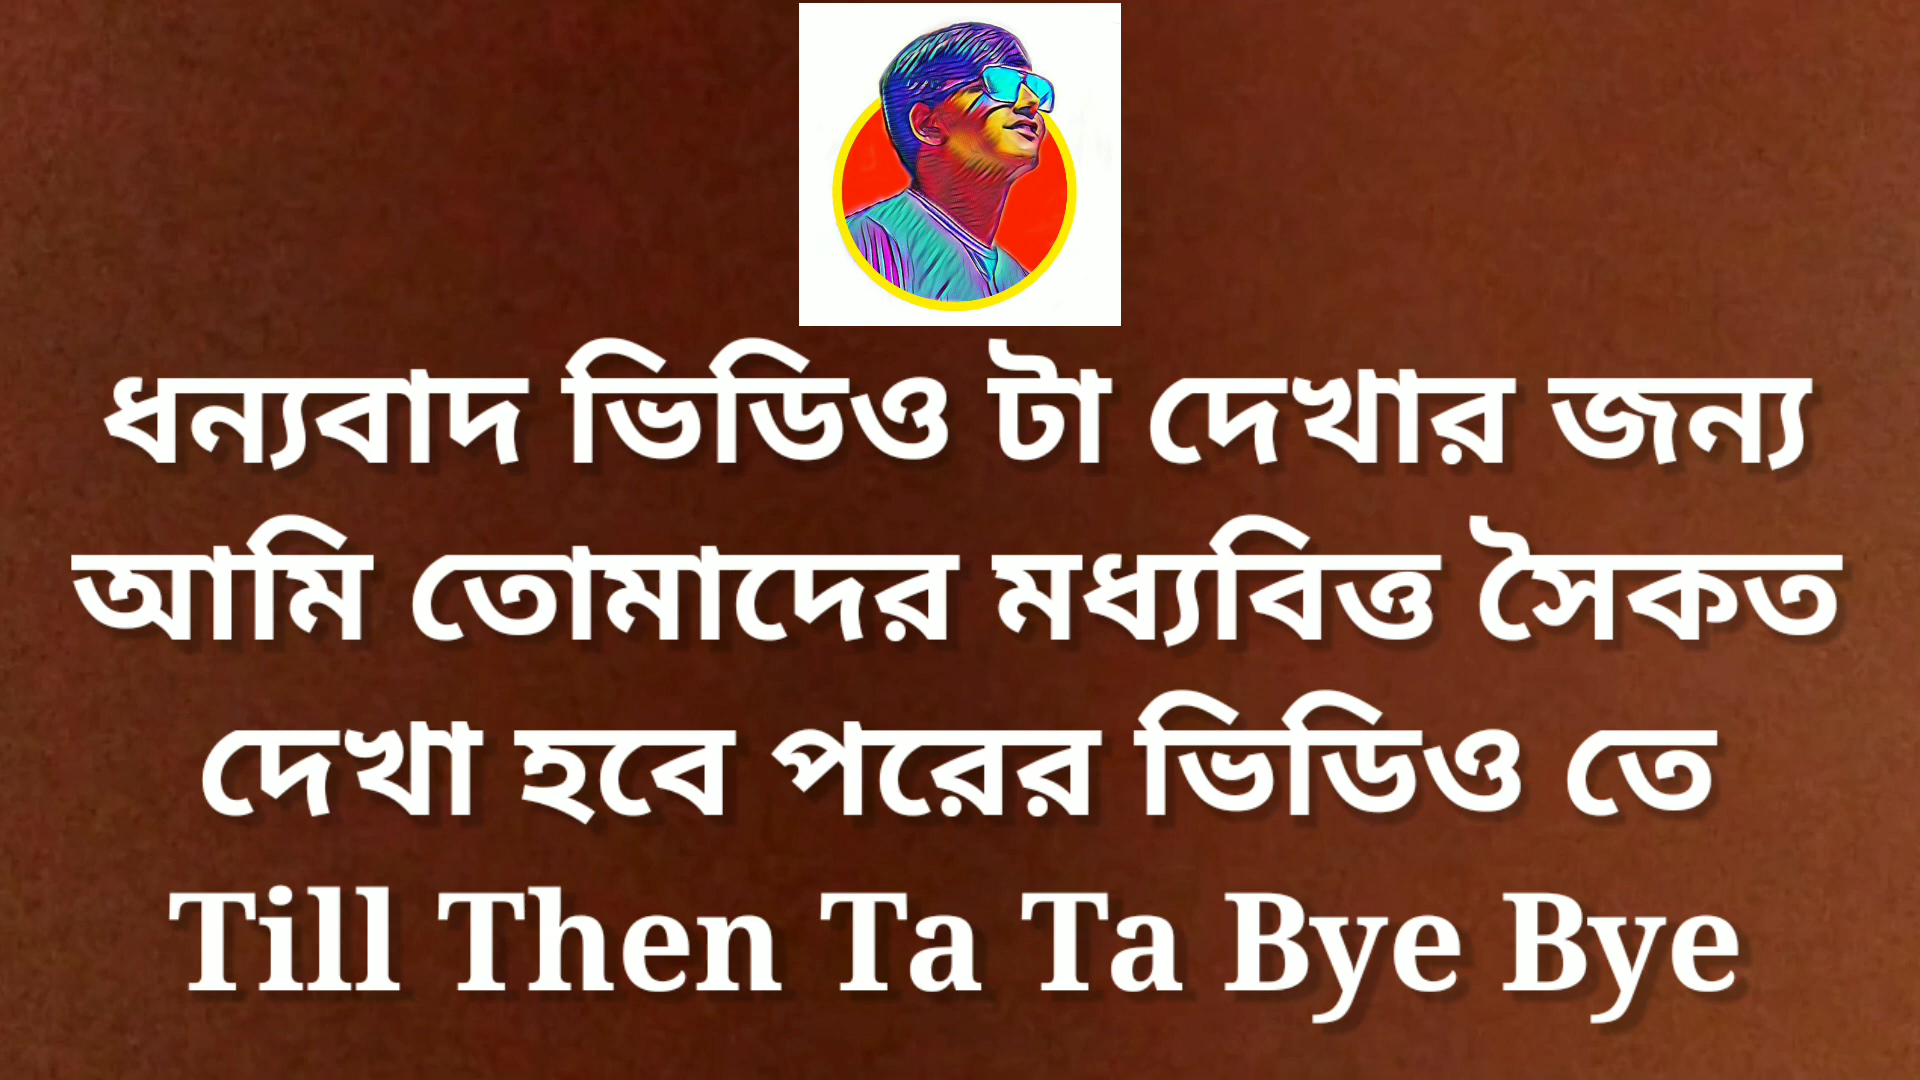 ধন্যবাদ ভিডিও টা দেখার জন্য
আমি তোমাদের মধ্যবিত্ত সৈকত
দেখা হবে পরের ভিডিও তে
Till Then Ta Ta Bye Bye